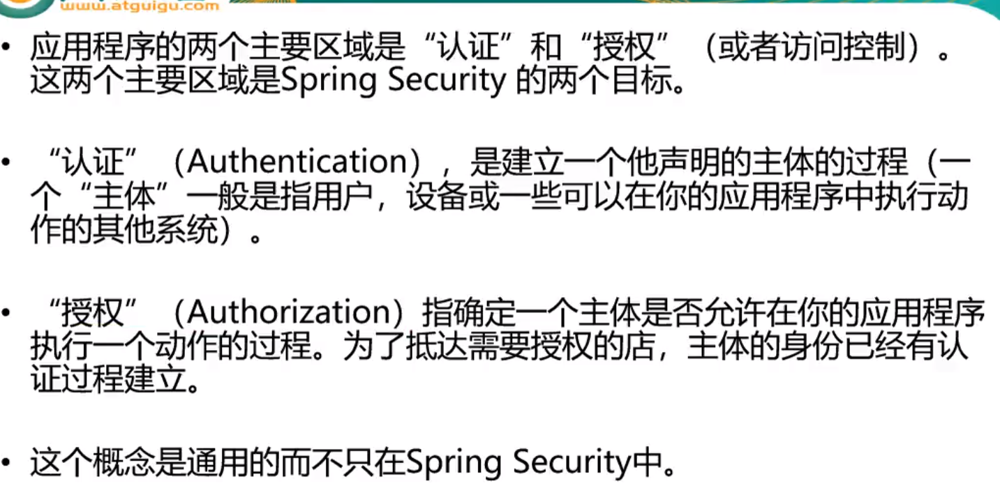 www.atguigu.com
• 应用程序的两个主要区域是“认证”和“授权”（或者访问控制）。
这两个主要区域是Spring Security 的两个目标。
• “认证”（Authentication），是建立一个他声明的主体的过程（一
个“主体”一般是指用户，设备或一些可以在你的应用程序中执行动
作的其他系统）。
• “授权”（Authorization）指确定一个主体是否允许在你的应用程序
执行一个动作的过程。为了抵达需要授权的店，主体的身份已经有认
证过程建立。
• 这个概念是通用的而不只在Spring Security中。